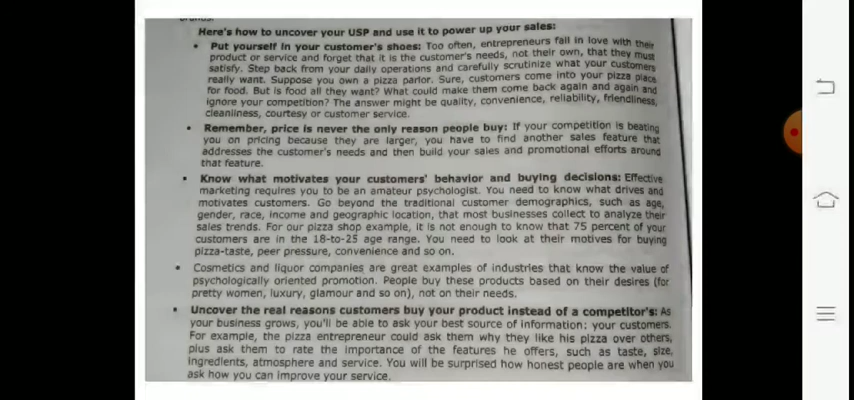 Here's how to uncover your USP and use it to power up your sales:
• Put yourself in your customer's shoes: Too often, entrepreneurs fall in love with their
product or service and forget that it is the customer's needs, not their own, that they must
satisfy. Step back from your daily operations and carefully scrutinize what your customers
really want. Suppose you own a pizza parlor. Sure, customers come into your pizza place
for food. But is food all they want? What could make them come back again and again and
ignore your competition? The answer might be quality, convenience, reliability, friendliness,
cleanliness, courtesy or customer service.
• Remember, price is never the only reason people buy: If your competition is beating
you on pricing because they are larger, you have to find another sales feature that
addresses the customer's needs and then build your sales and promotional efforts around
that feature.
• Know what motivates your customers' behavior and buying decisions: Effective
marketing requires you to be an amateur psychologist. You need to know what drives and
motivates customers. Go beyond the traditional customer demographics, such as age,
gender, race, income and geographic location, that most businesses collect to analyze their
sales trends. For our pizza shop example, it is not enough to know that 75 percent of your
customers are in the 18-to-25 age range. You need to look at their motives for buying
pizza-taste, peer pressure, convenience and so on.
• Cosmetics and liquor companies are great examples of industries that know the value of
psychologically oriented promotion. People buy these products based on their desires (for
pretty women, luxury, glamour and so on), not on their needs.
• Uncover the real reasons customers buy your product instead of a competitor's: As
your business grows, you'll be able to ask your best source of information: your customers.
For example, the pizza entrepreneur could ask them why they like his pizza over others,
plus ask them to rate the importance of the features he offers, such as taste, size,
ingredients, atmosphere and service. You will be surprised how honest people are when you
ask how you can improve your service.